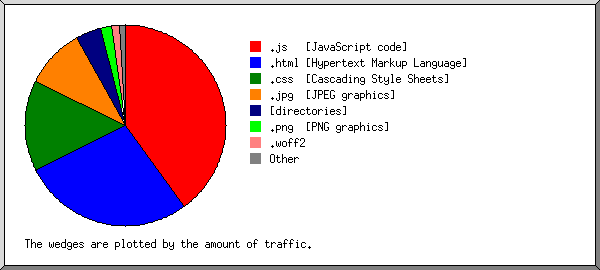 .js [JavaScript code]
.html [Hypertext Markup Language]
.css [Cascading Style Sheets]
.jpg [JPEG graphics]
[directories]
.png [PNG graphics]
.woff2
Other
The wedges are plotted by the amount of traffic.